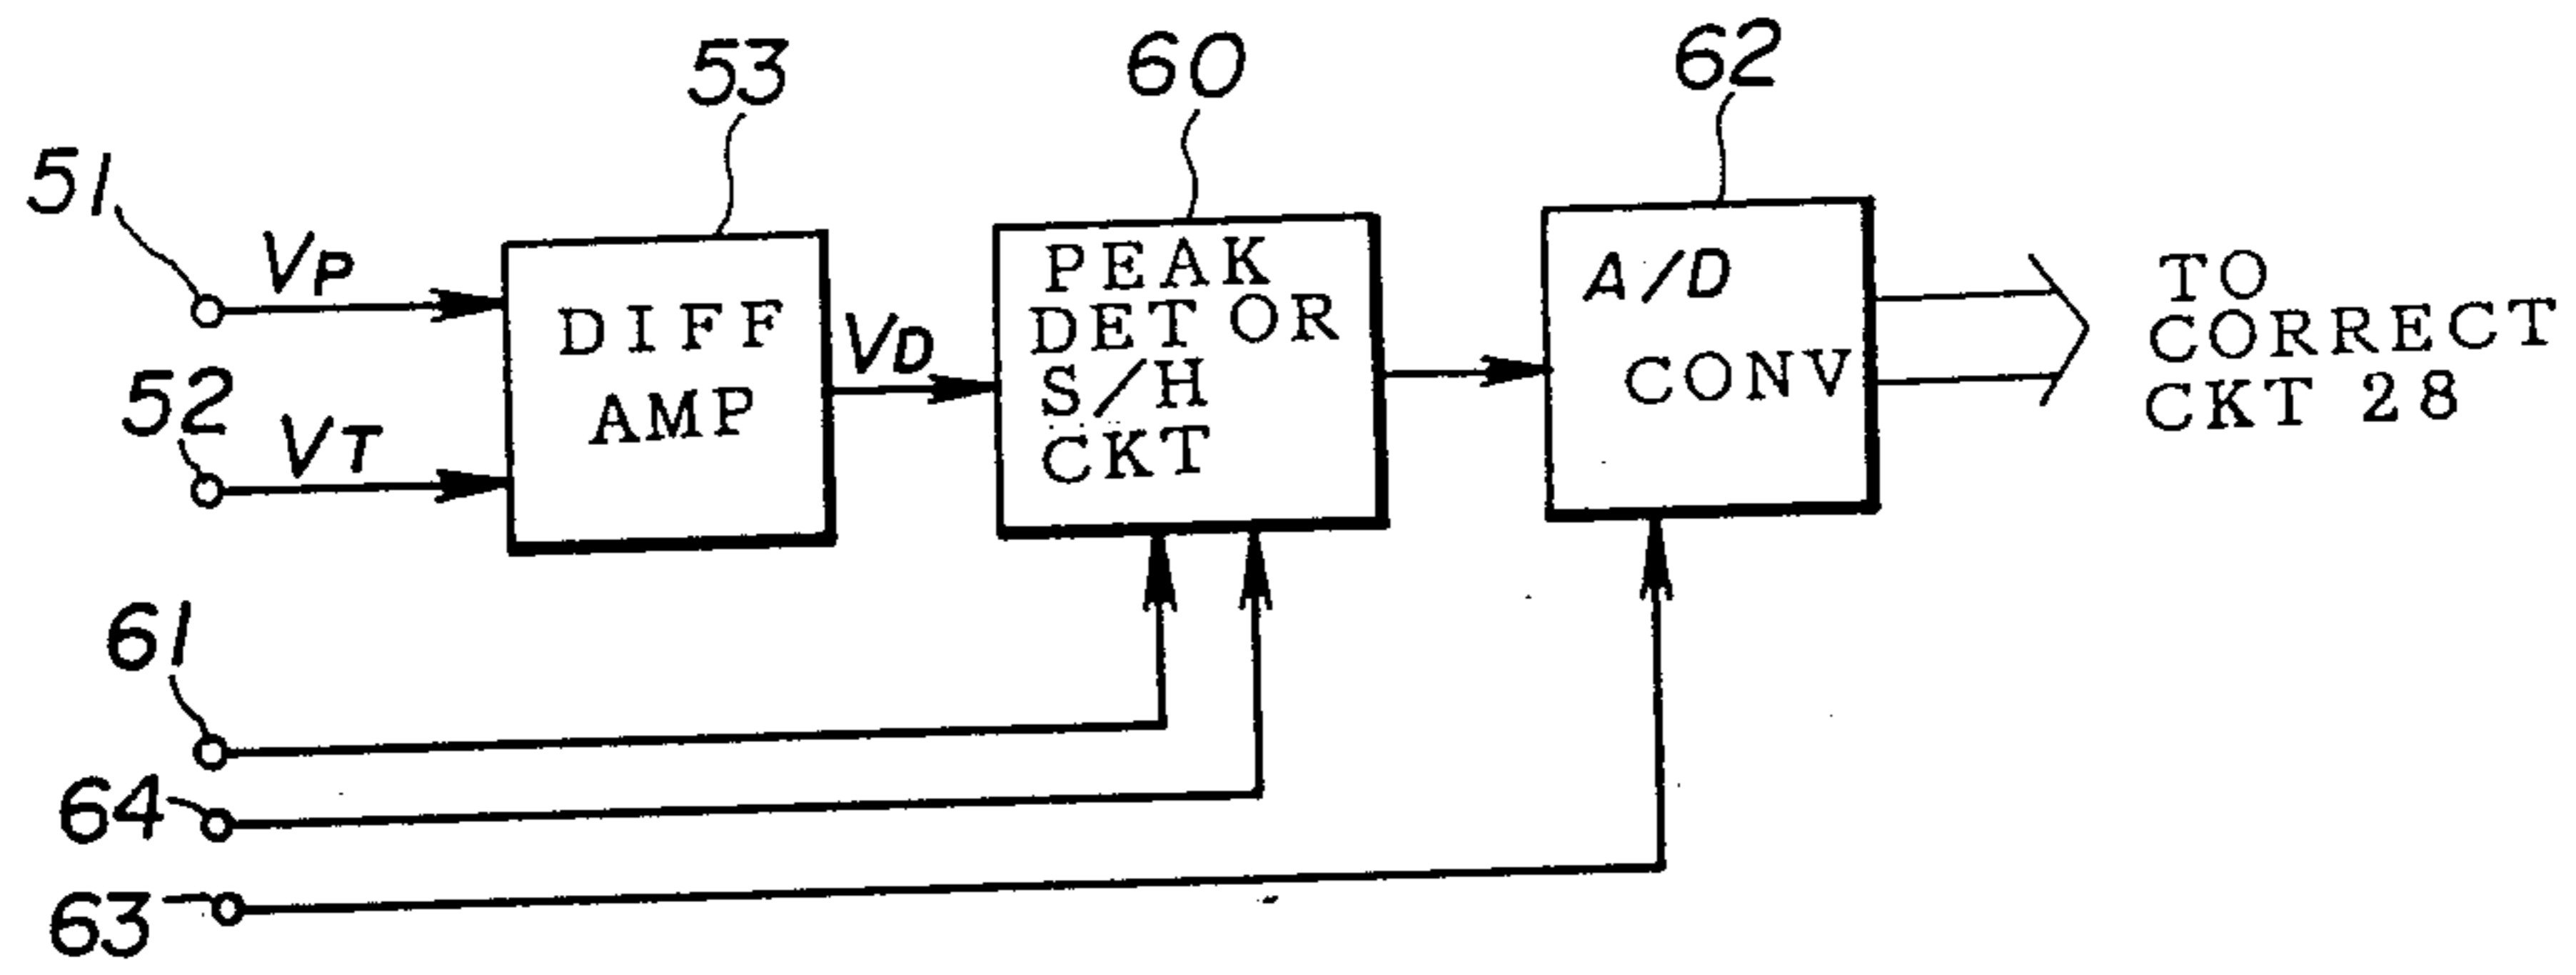 53
60
62
51
VP
DIFF
AMP
VD
PEAK
DET OR
S/H
CKT
A/D
CONV
TO
CORRECT
CKT 28
52
VT
61
64
63